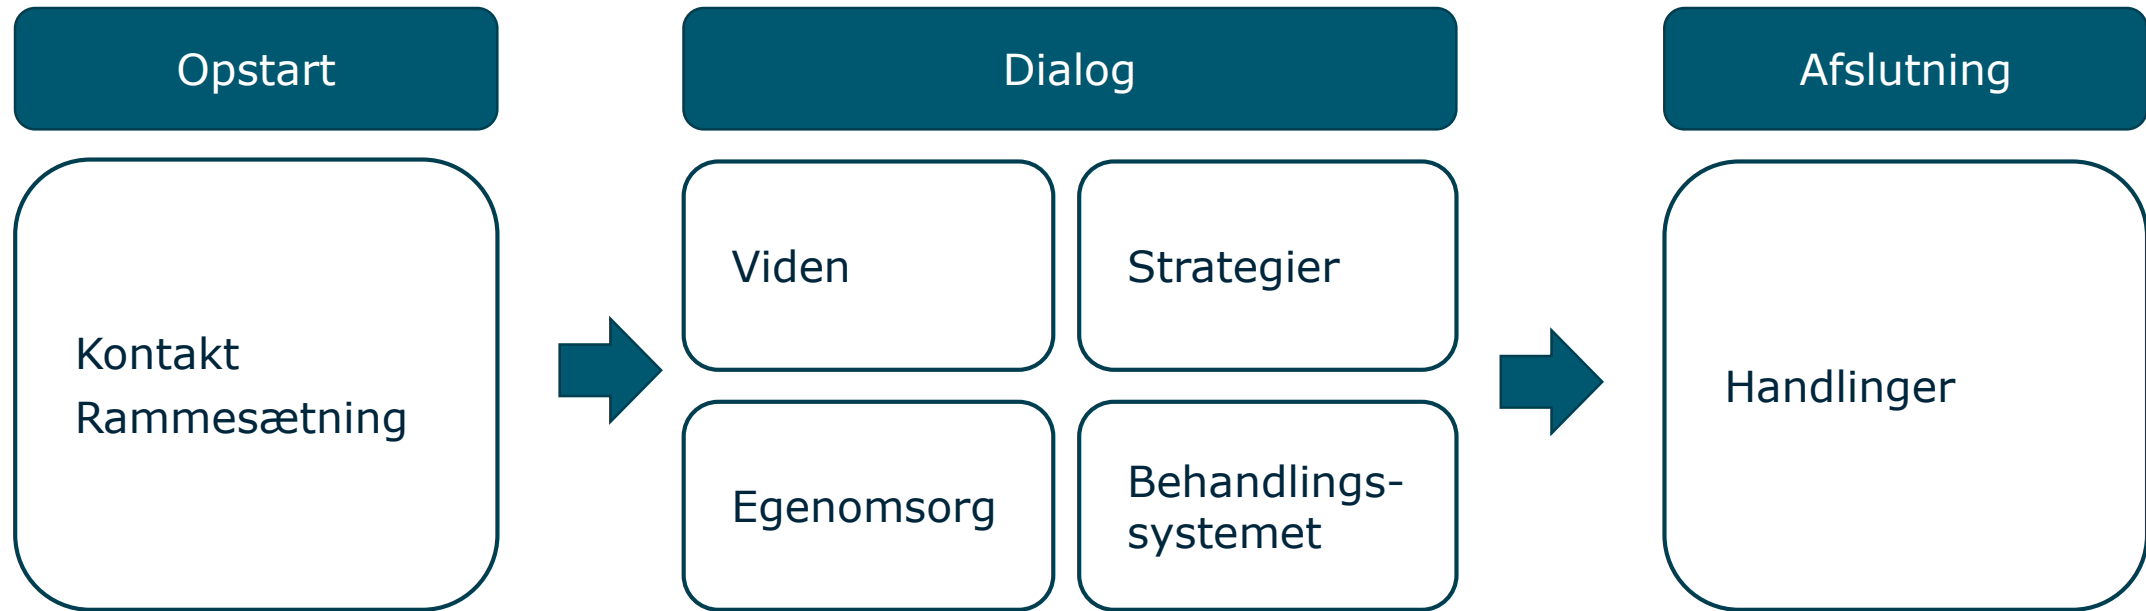 Opstart
Kontakt
Rammesætning
Dialog
Viden
Strategier
Egenomsorg
Behandlings-
systemet
Afslutning
Handlinger